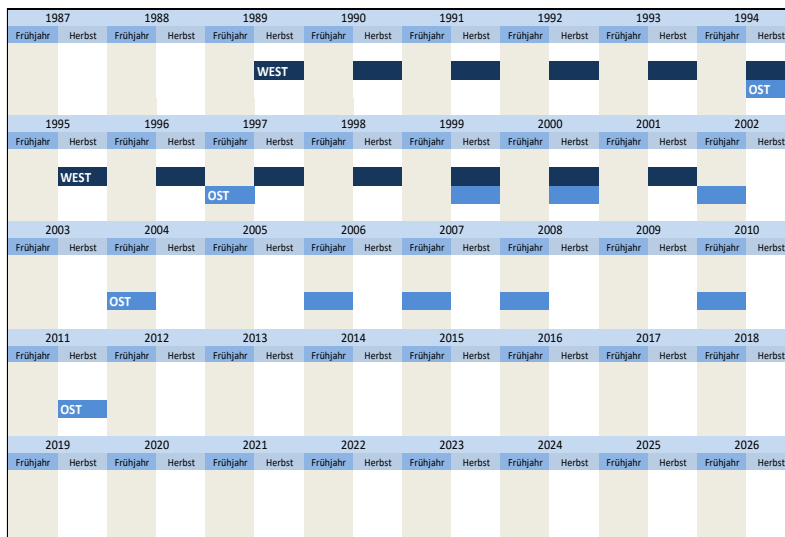 1987 1988 1989 1990 1991 1992 1993 1994
Frühjahr Herbst Frühjahr Herbst Frühjahr Herbst Frühjahr Herbst Frühjahr Herbst Frühjahr Herbst Frühjahr Herbst Frühjahr Herbst
WEST
OST
1995 1996 1997 1998 1999 2000 2001 2002
Frühjahr Herbst Frühjahr Herbst Frühjahr Herbst Frühjahr Herbst Frühjahr Herbst Frühjahr Herbst Frühjahr Herbst Frühjahr Herbst
WEST
OST
2003 2004 2005 2006 2007 2008 2009 2010
Frühjahr Herbst Frühjahr Herbst Frühjahr Herbst Frühjahr Herbst Frühjahr Herbst Frühjahr Herbst Frühjahr Herbst Frühjahr Herbst
OST
2011 2012 2013 2014 2015 2016 2017 2018
Frühjahr Herbst Frühjahr Herbst Frühjahr Herbst Frühjahr Herbst Frühjahr Herbst Frühjahr Herbst Frühjahr Herbst Frühjahr Herbst
OST
2019 2020 2021 2022 2023 2024 2025 2026
Frühjahr Herbst Frühjahr Herbst Frühjahr Herbst Frühjahr Herbst Frühjahr Herbst Frühjahr Herbst Frühjahr Herbst Frühjahr Herbst